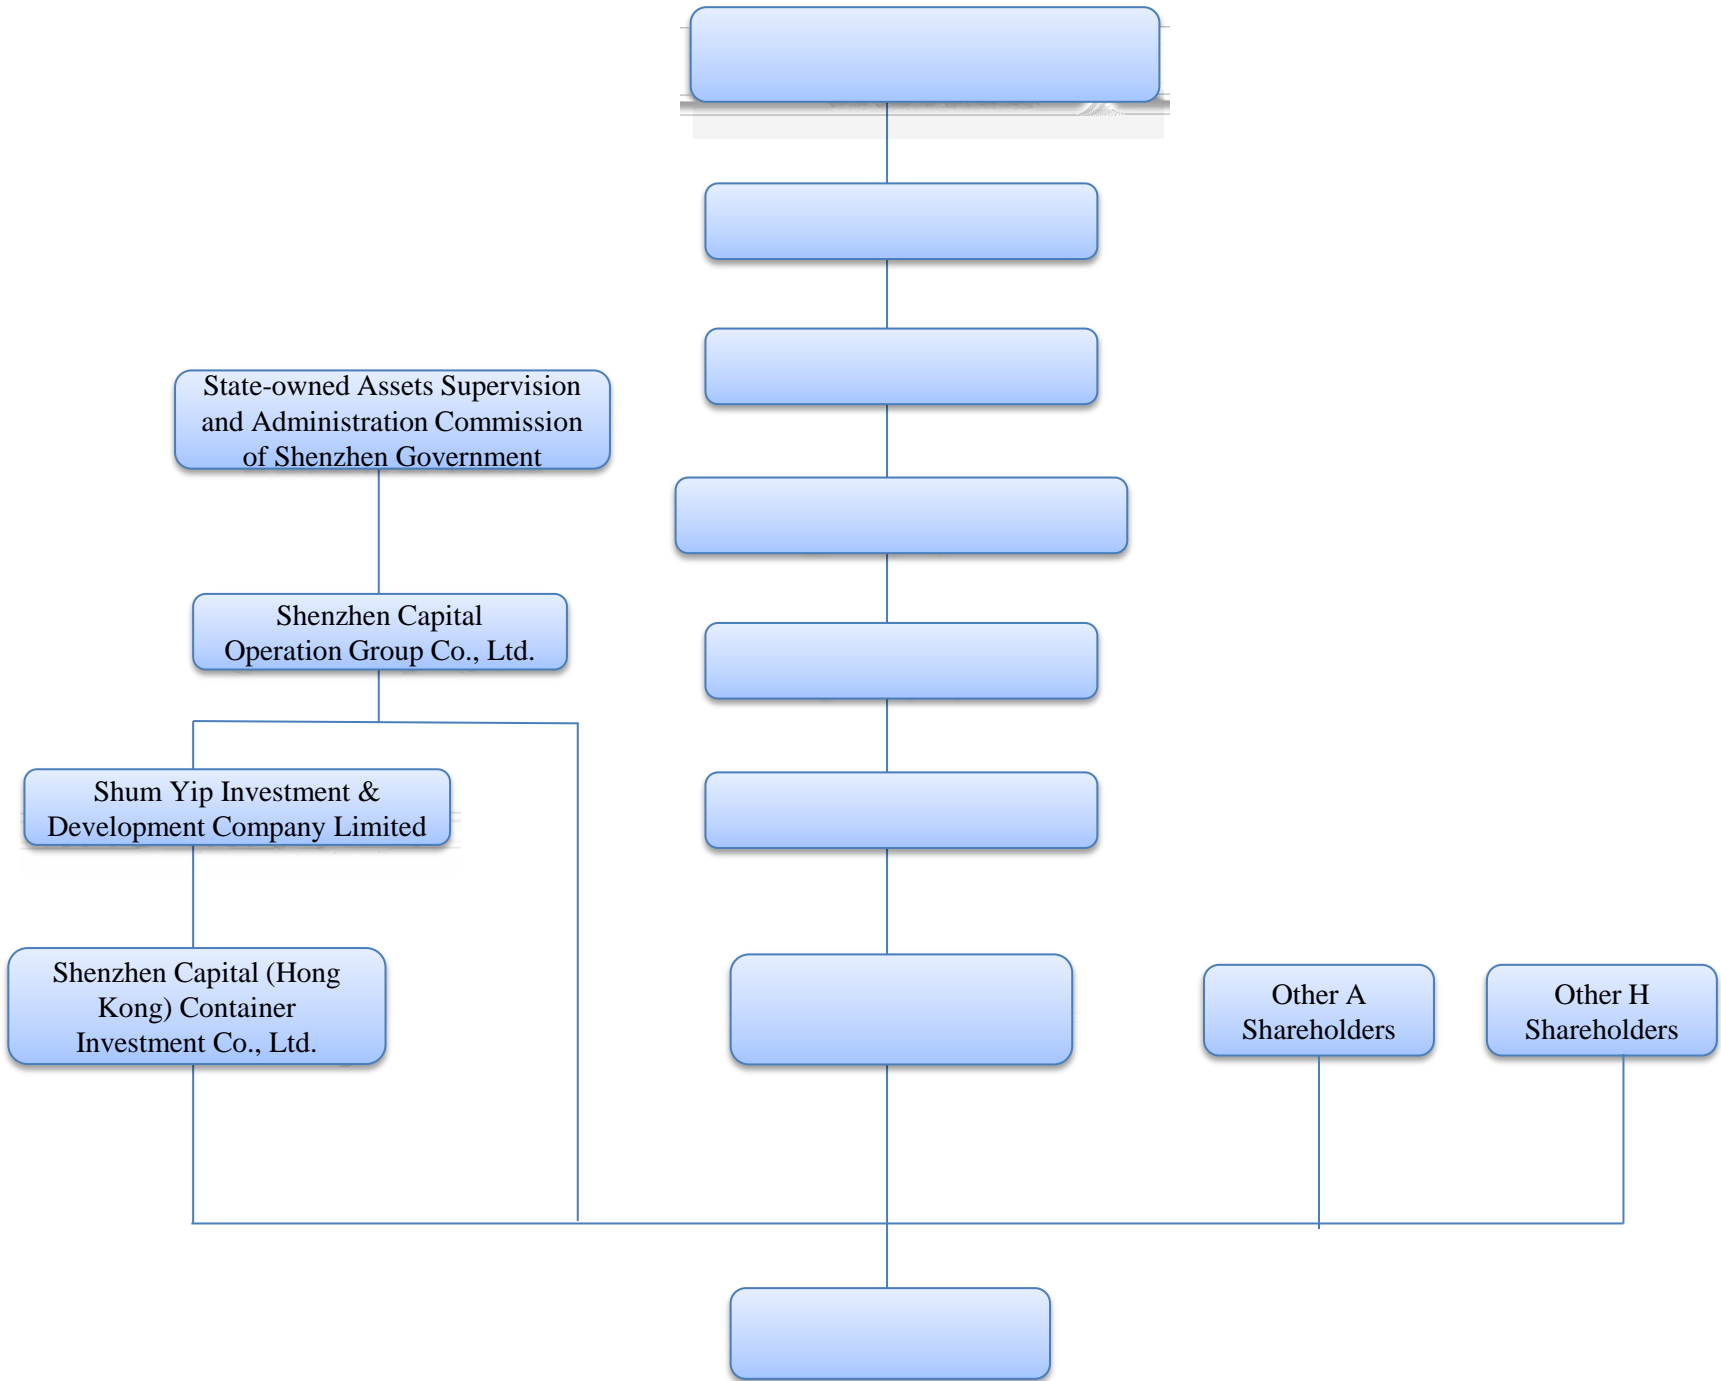 State-owned Assets Supervision
and Administration Commission
of Shenzhen Government
Shenzhen Capital
Operation Group Co., Ltd.
Shum Yip Investment &
Development Company Limited
Shenzhen Capital (Hong
Kong) Container
Investment Co., Ltd.
Other A
Shareholders
Other H
Shareholders